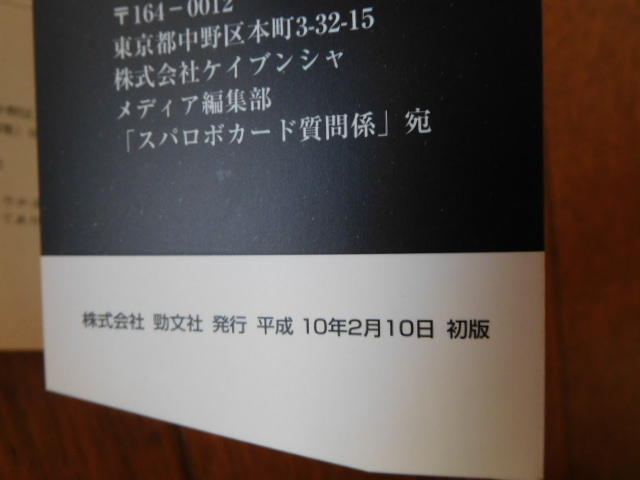 〒164-0012
東京都中野区本町3-32-15
株式会社ケイブンシャ
メディア編集部
「スパロボカード質問係」宛
株式会社 勁文社 発行 平成 10年2月10日 初版